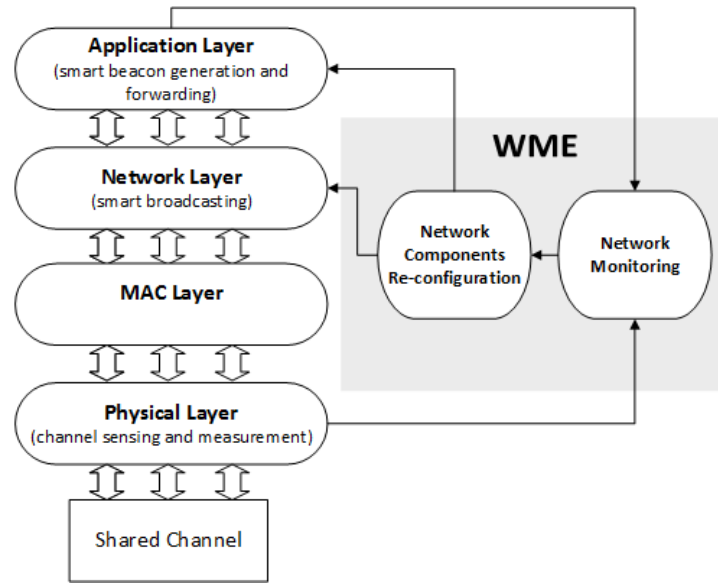 Application Layer
(smart beacon generation and
forwarding)
Network Layer
(smart broadcasting)
MAC Layer
Physical Layer
(channel sensing and measurement)
Shared Channel
WME
Network
Components
Re-configuration
Network
Monitoring